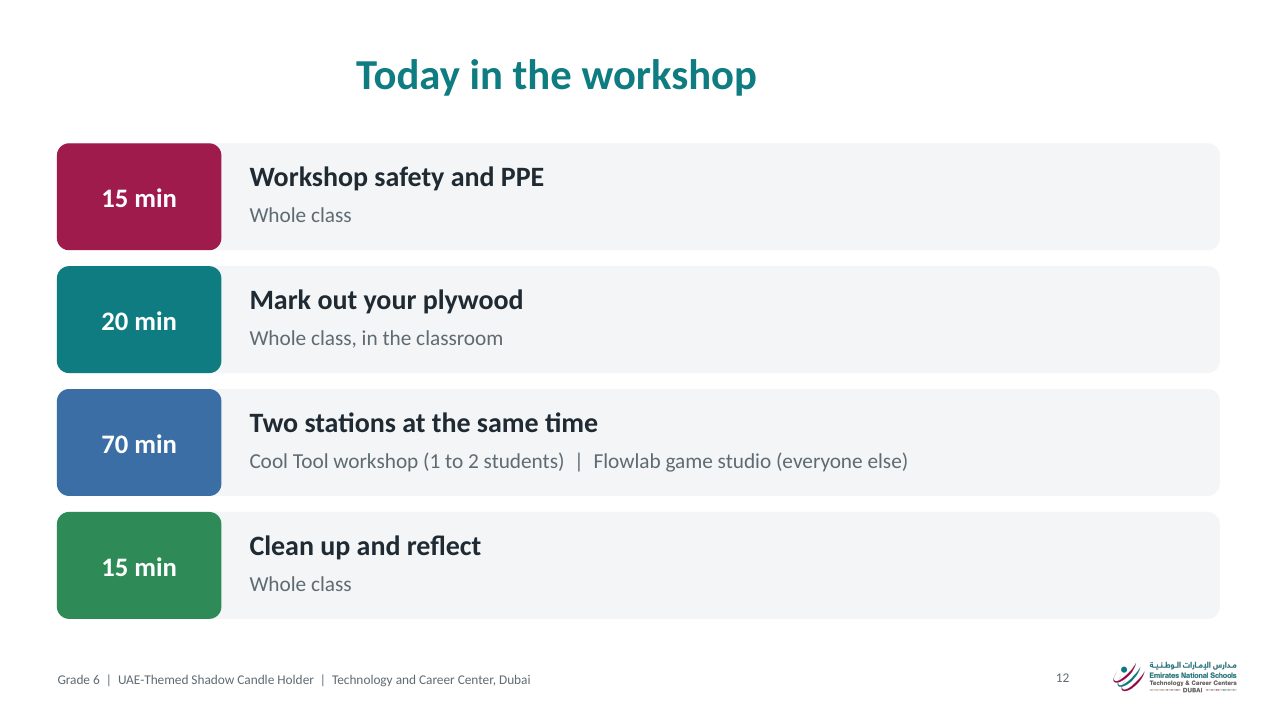 Today in the workshop
15 min
Workshop safety and PPE
Whole class
20 min
Mark out your plywood
Whole class, in the classroom
70 min
Two stations at the same time
Cool Tool workshop (1 to 2 students)  |  Flowlab game studio (everyone else)
15 min
Clean up and reflect
Whole class
Grade 6  |  UAE-Themed Shadow Candle Holder  |  Technology and Career Center, Dubai
12
مدارس الإمارات الوطنية
Emirates National Schools
Technology & Career Centers
DUBAI